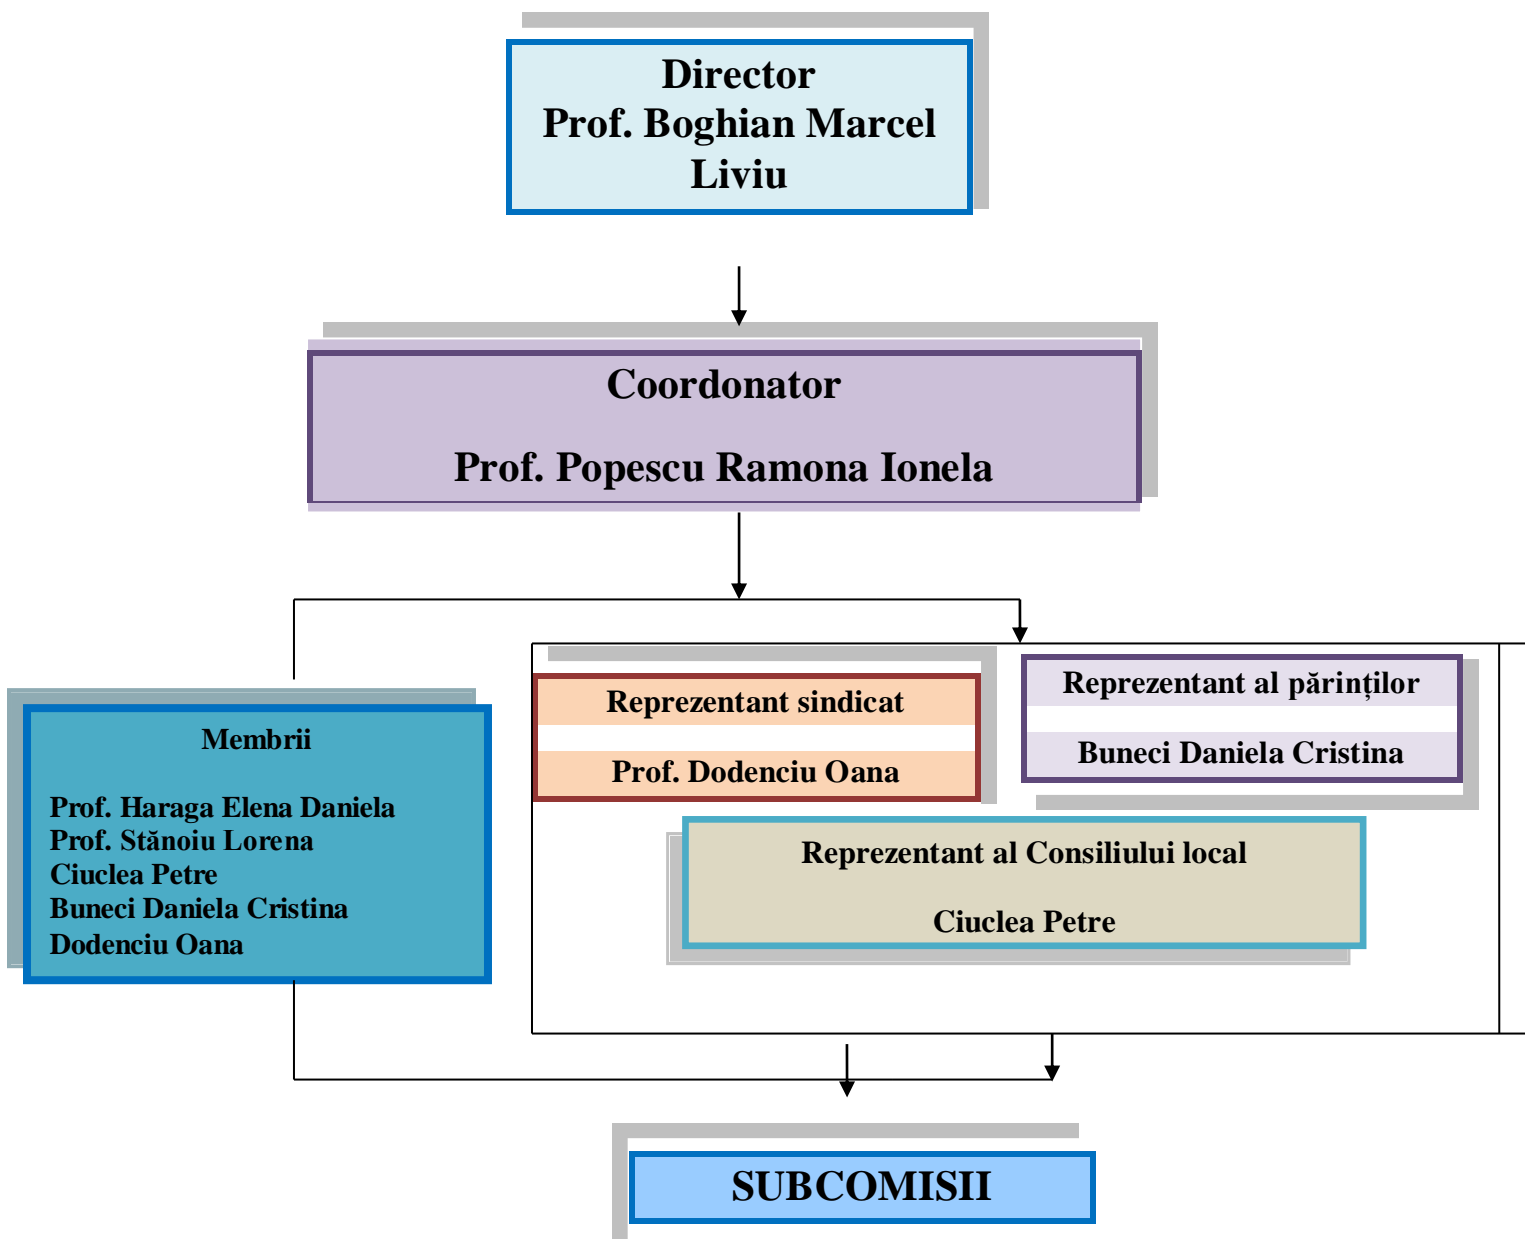 Director
Prof. Boghian Marcel
Liviu
Coordonator
Prof. Popescu Ramona Ionela
Membrii
Prof. Haraga Elena Daniela
Prof. Stănoiu Lorena
Ciuclea Petre
Buneci Daniela Cristina
Dodenciu Oana
Reprezentant sindicat
Prof. Dodenciu Oana
Reprezentant al părinților
Buneci Daniela Cristina
Reprezentant al Consiliului local
Ciuclea Petre
SUBCOMISII